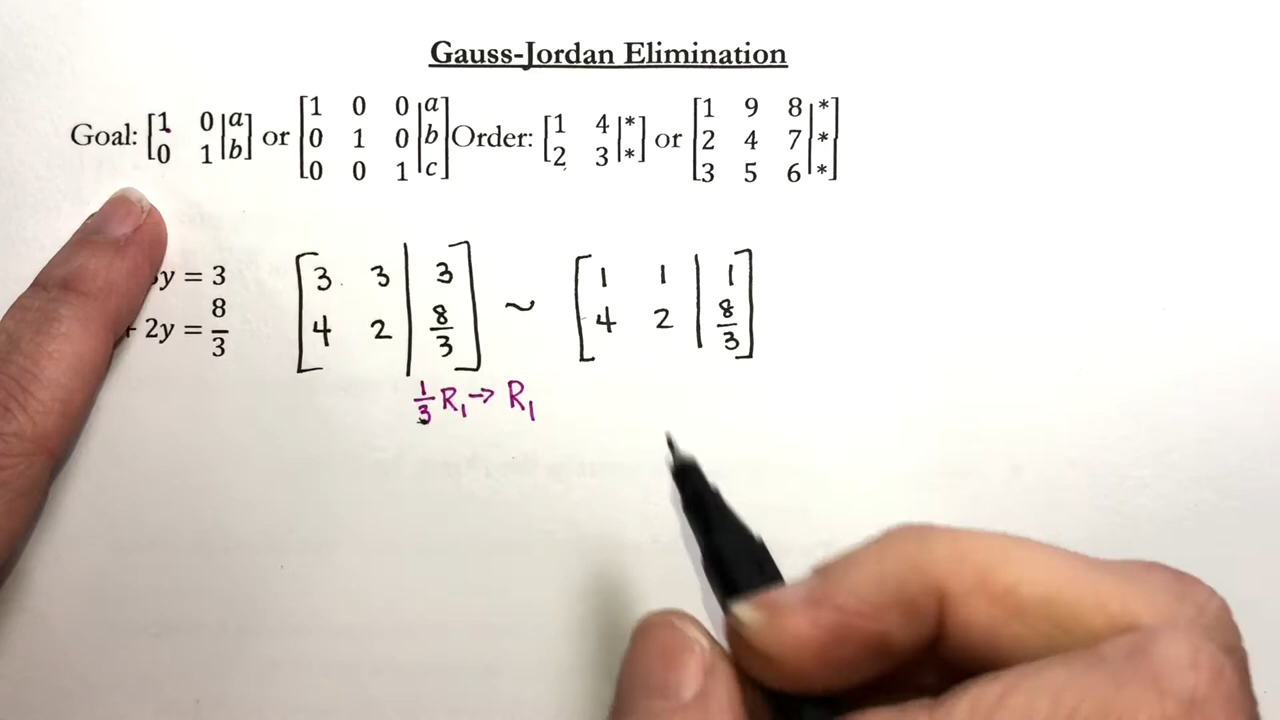 Gauss-Jordan Elimination
Goal: [1 0 | a] or [1 0 0 | a] Order: [1 4 | *] or [1 9 8 | *]
[0 1 | b] [0 1 0 | b] [2 3 | *] [2 4 7 | *]
[0 0 1 | c] [3 5 6 | *]
y = 3 [3 3 | 3] ~ [1 1 | 1]
2y = 8/3 [4 2 | 8/3] [4 2 | 8/3]
1/3 R₁ → R₁